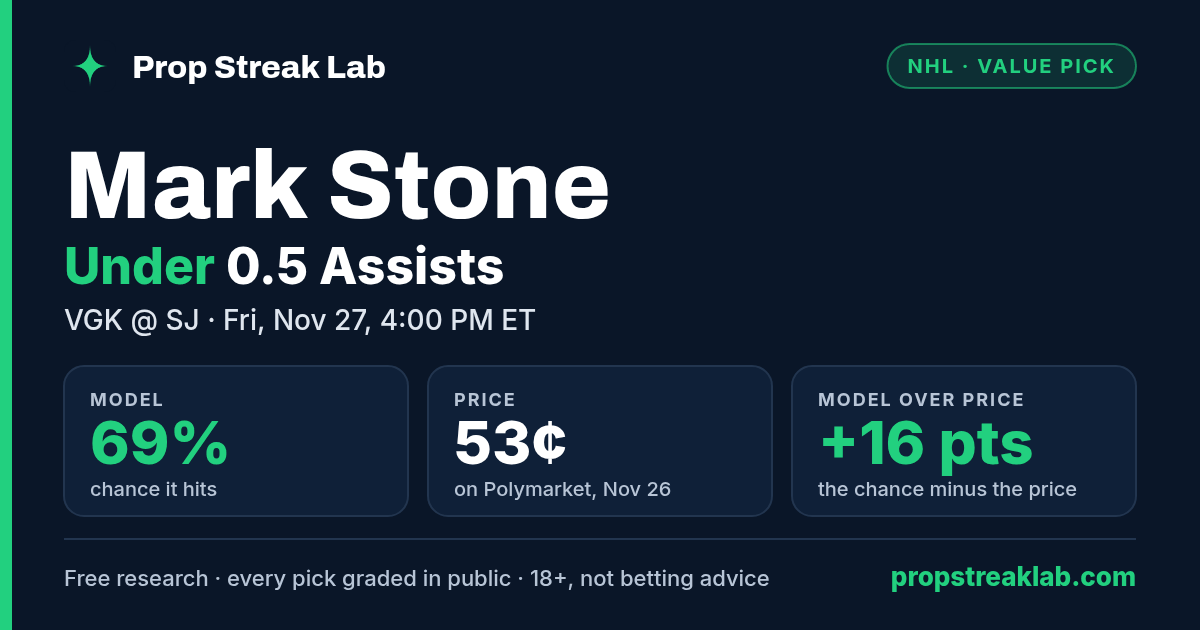 Prop Streak Lab
NHL · VALUE PICK
Mark Stone
Under 0.5 Assists
VGK @ SJ · Fri, Nov 27, 4:00 PM ET
MODEL
69%
chance it hits
PRICE
53¢
on Polymarket, Nov 26
MODEL OVER PRICE
+16 pts
the chance minus the price
Free research · every pick graded in public · 18+, not betting advice
propstreaklab.com